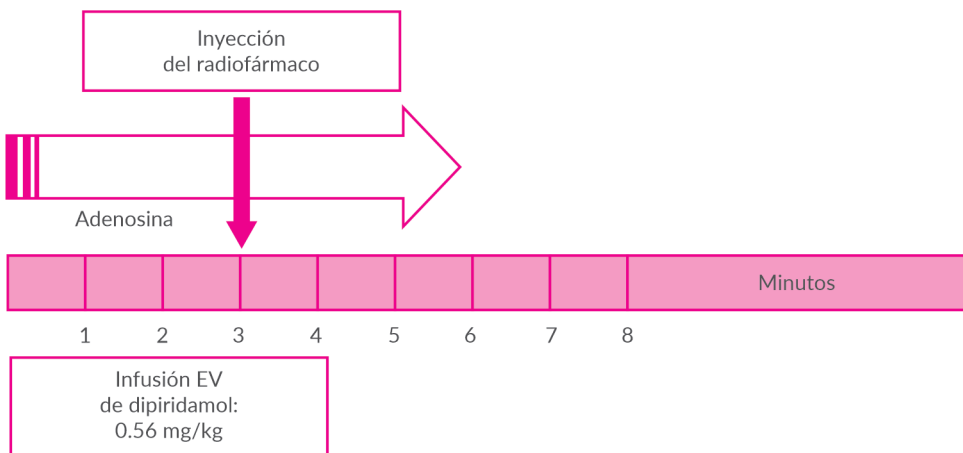 Inyección
del radiofármaco
Adenosina
Minutos
1 2 3 4 5 6 7 8
Infusión EV
de dipiridamol:
0.56 mg/kg